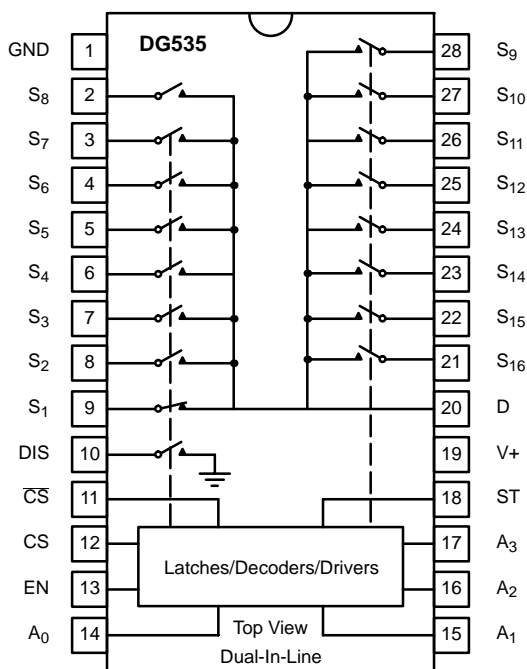 DG535
GND 1 28 S9
S8 2 27 S10
S7 3 26 S11
S6 4 25 S12
S5 5 24 S13
S4 6 23 S14
S3 7 22 S15
S2 8 21 S16
S1 9 20 D
DIS 10 19 V+
C̅S̅ 11 18 ST
CS 12 17 A3
EN 13 16 A2
A0 14 15 A1
Latches/Decoders/Drivers
Top View
Dual-In-Line